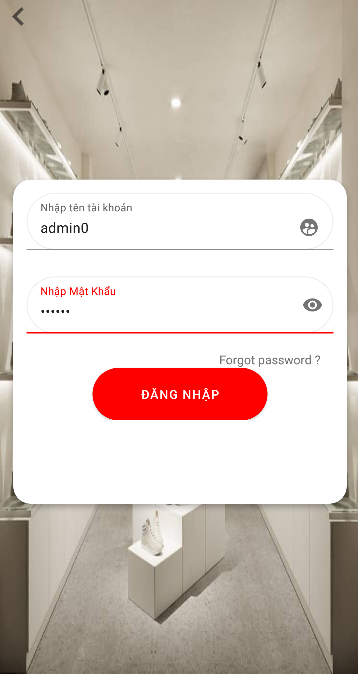 Nhập tên tài khoản
admin0
Nhập Mật Khẩu
••••••
Forgot password ?
ĐĂNG NHẬP